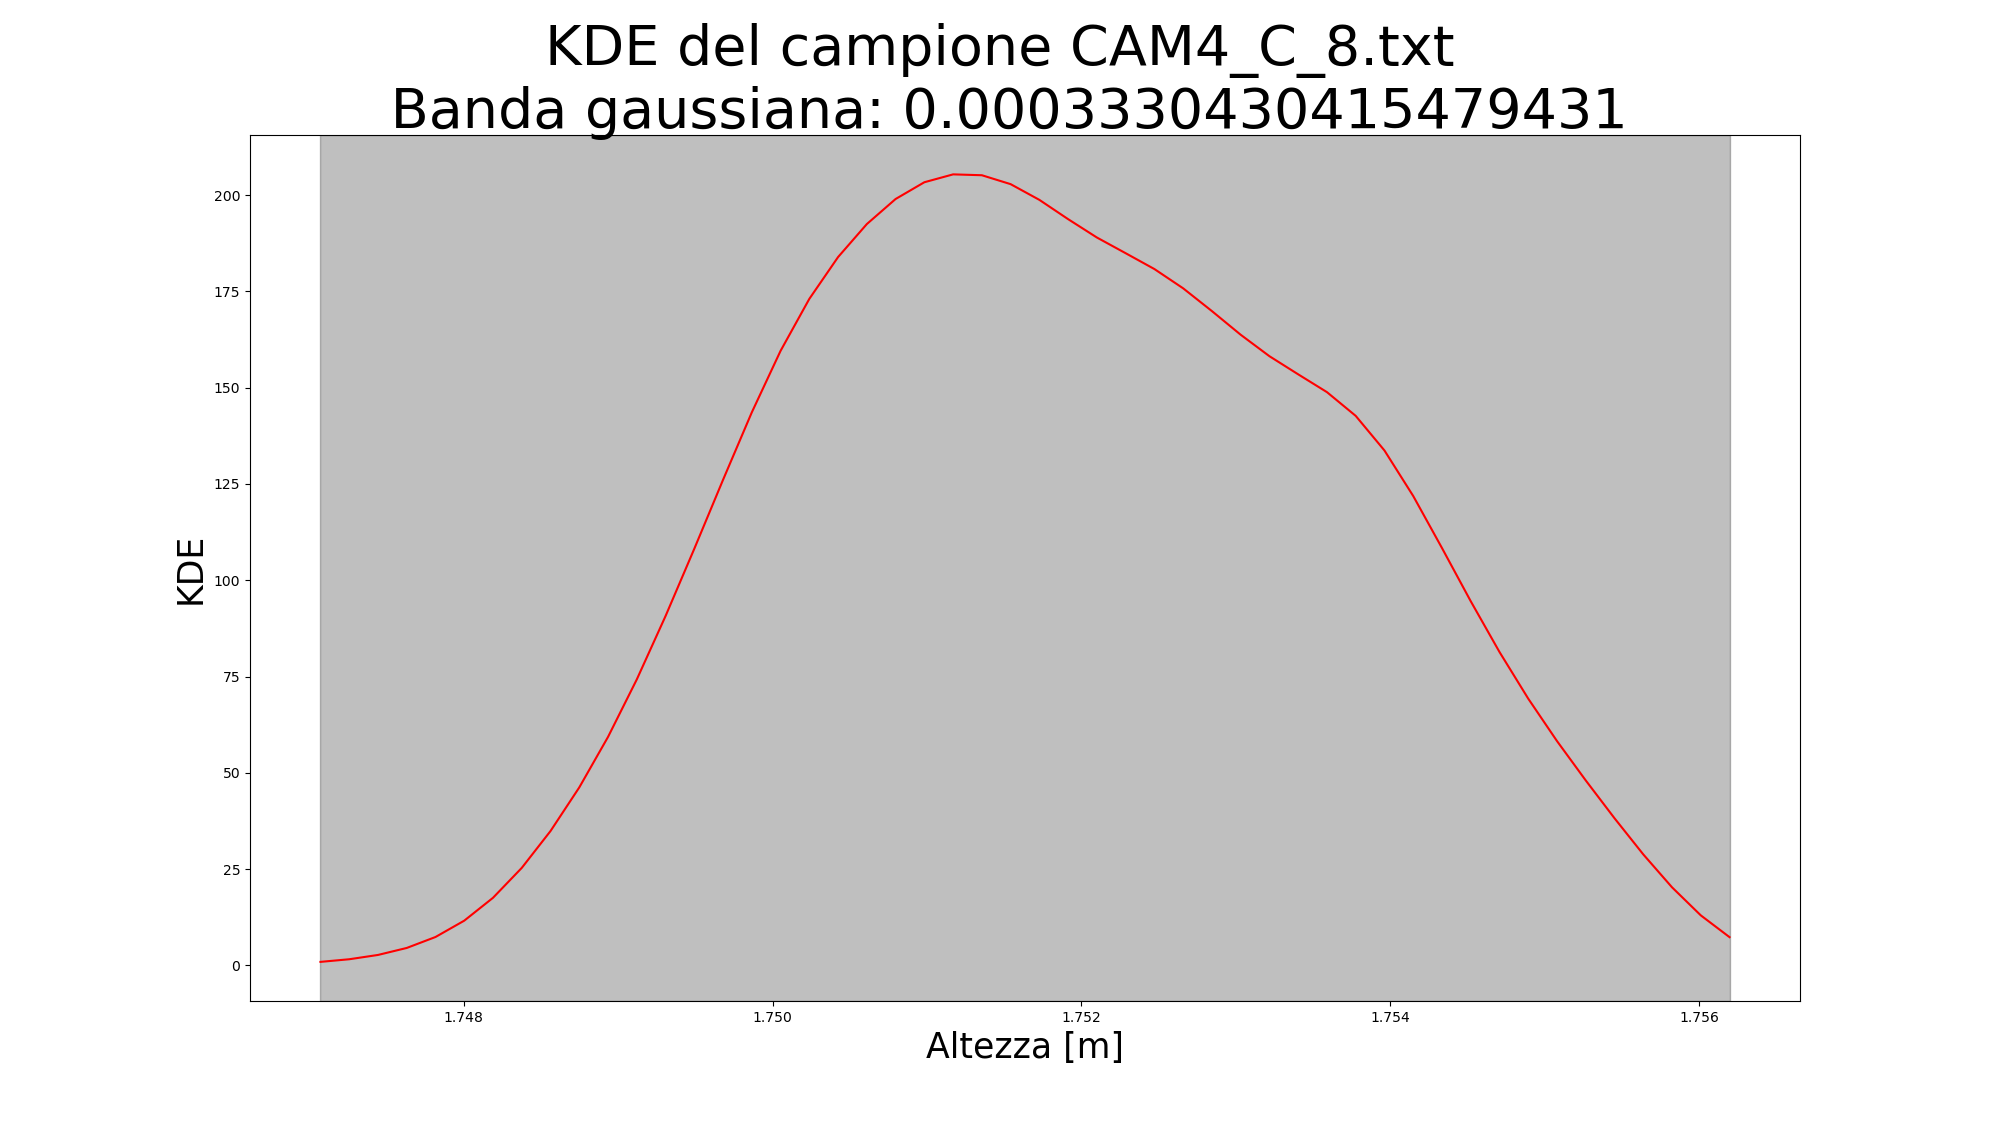 KDE del campione CAM4_C_8.txt
Banda gaussiana: 0.0003330430415479431
200
175
150
125
100
75
50
25
0
KDE
1.748 1.750 1.752 1.754 1.756
Altezza [m]